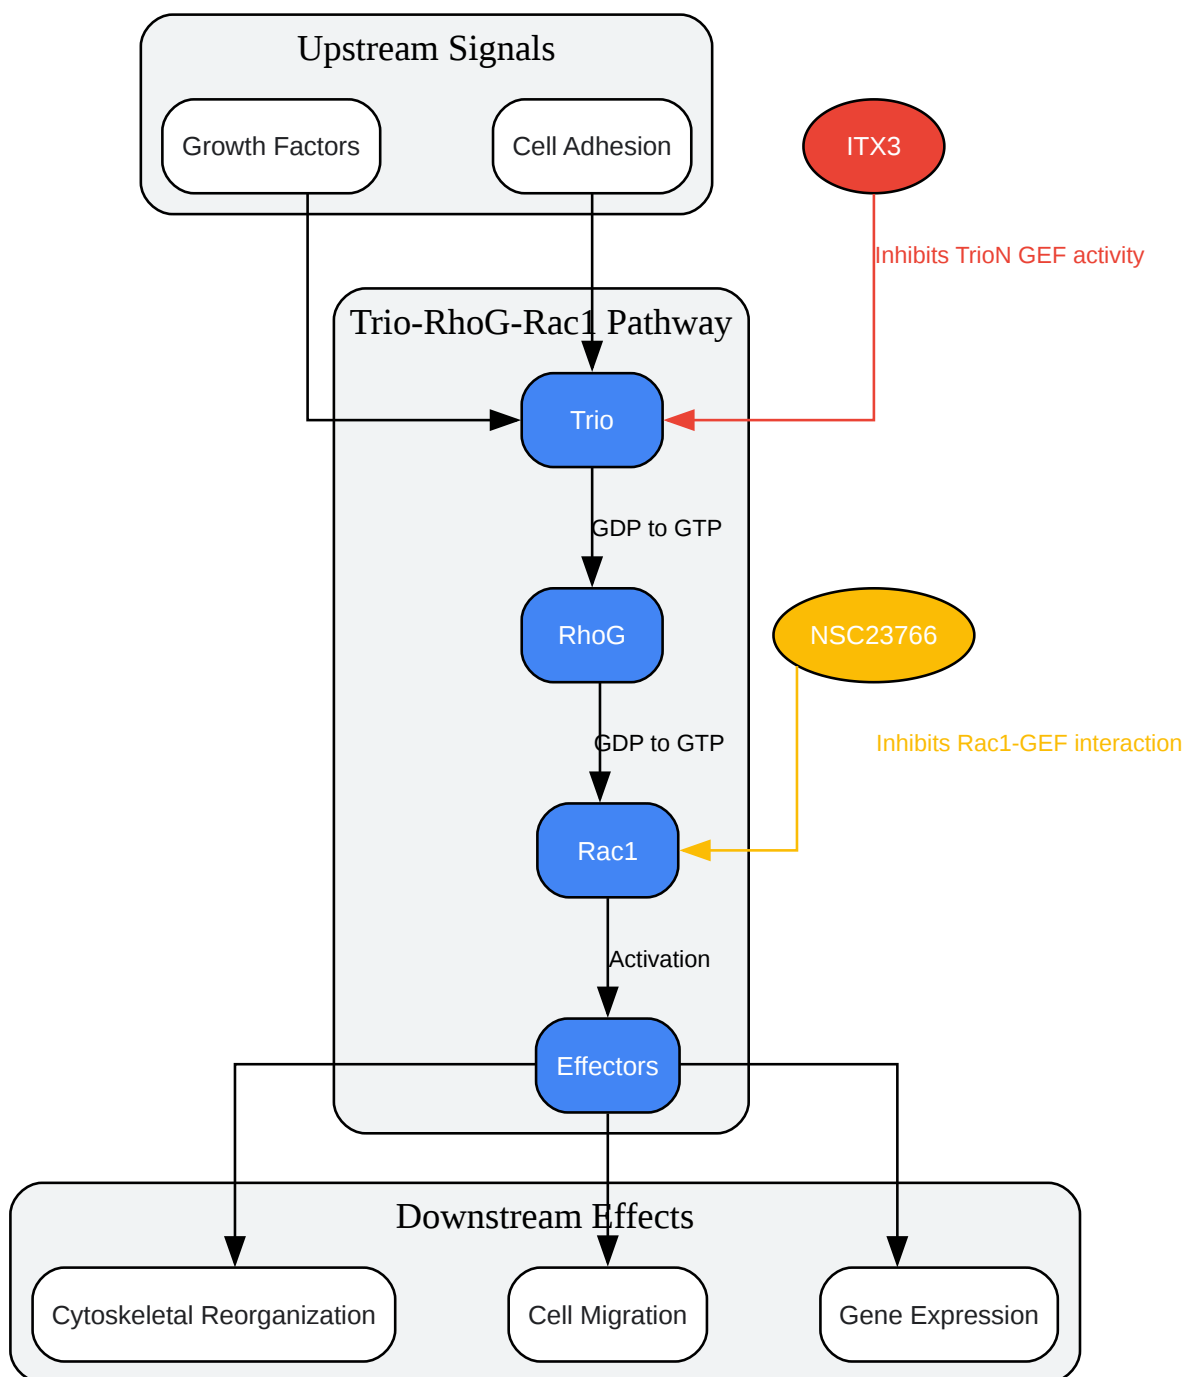 Upstream Signals
Growth Factors
Cell Adhesion
ITX3
Inhibits TrioN GEF activity
Trio-RhoG-Rac1 Pathway
Trio
GDP to GTP
RhoG
NSC23766
GDP to GTP
Inhibits Rac1-GEF interaction
Rac1
Activation
Effectors
Downstream Effects
Cytoskeletal Reorganization
Cell Migration
Gene Expression